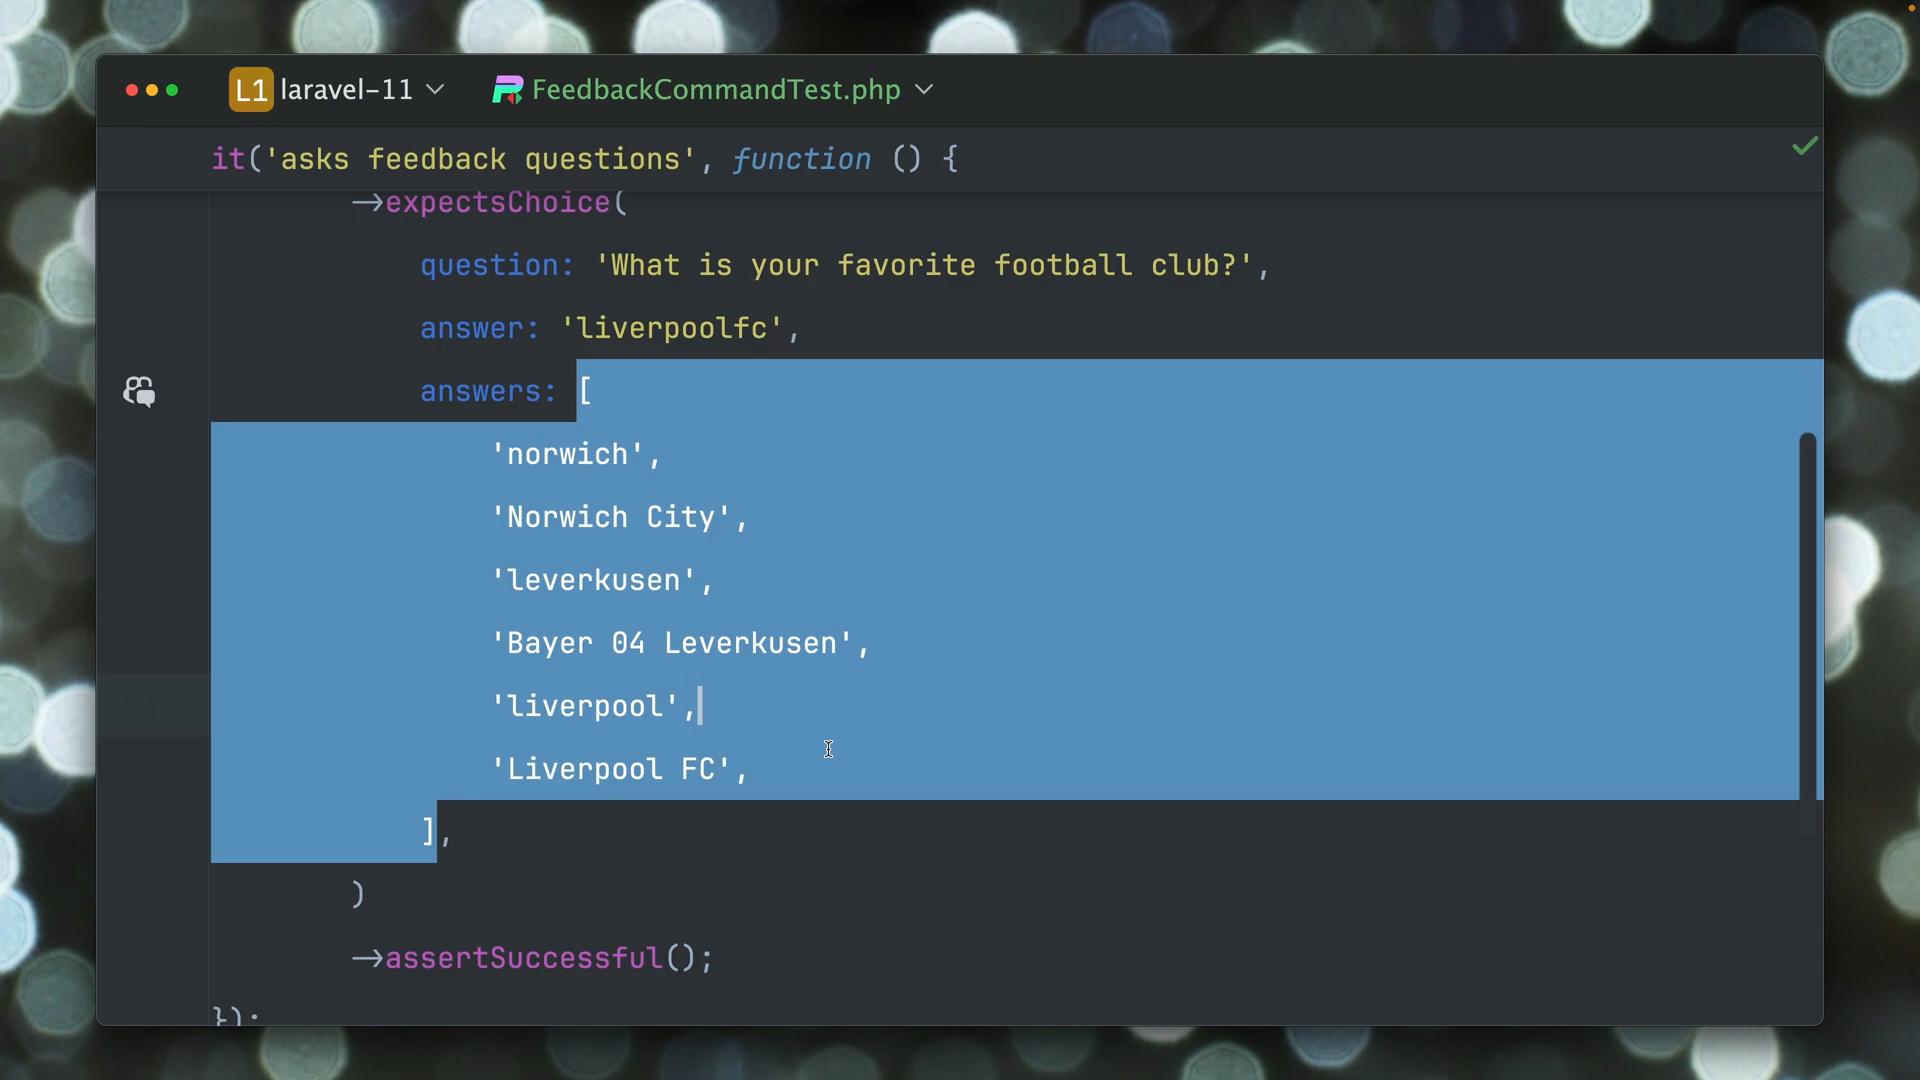 L1 laravel-11 FeedbackCommandTest.php
it('asks feedback questions', function () {
->expectsChoice(
question: 'What is your favorite football club?',
answer: 'liverpoolfc',
answers: [
'norwich',
'Norwich City',
'leverkusen',
'Bayer 04 Leverkusen',
'liverpool',
'Liverpool FC',
],
)
->assertSuccessful();
});